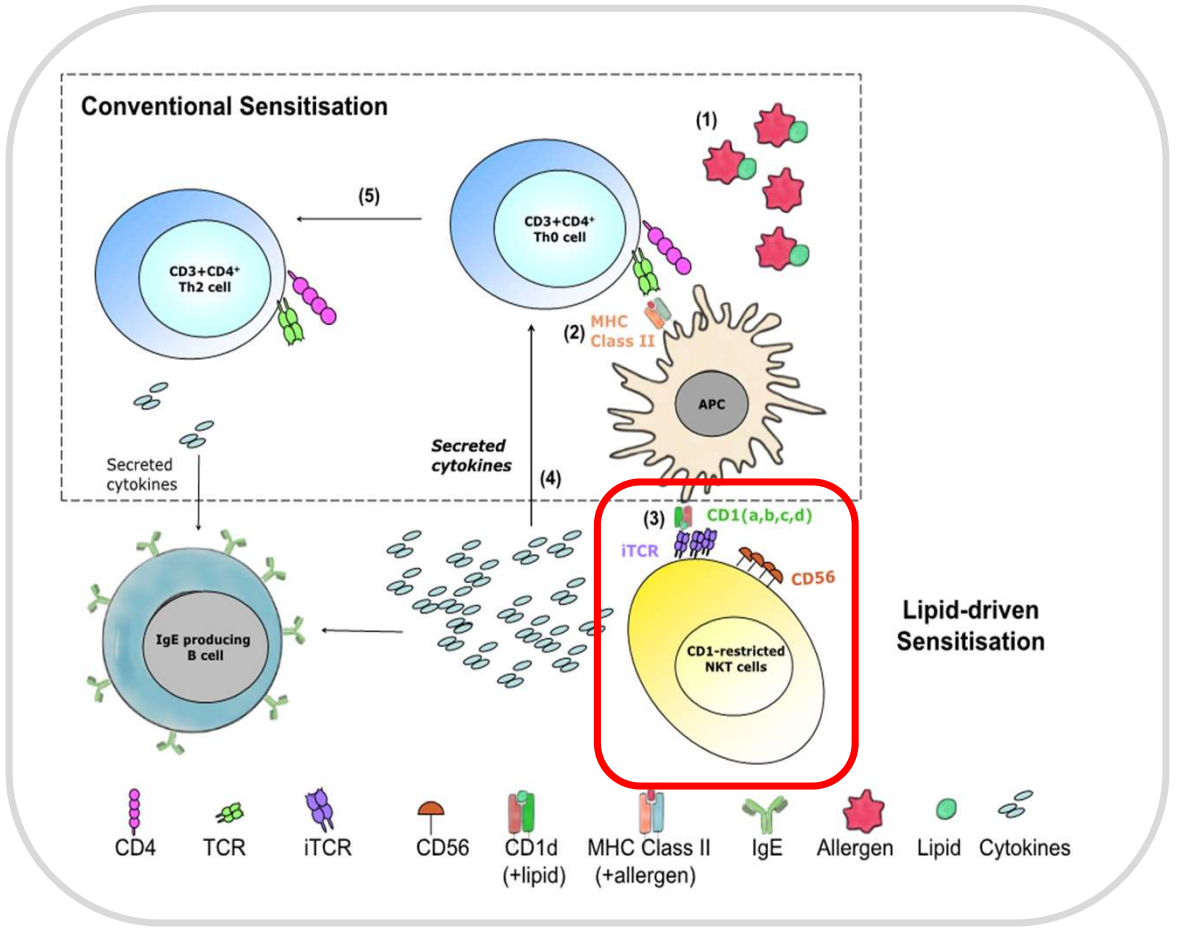 Conventional Sensitisation
(1)
(5)
CD3+CD4⁺
Th0 cell
CD3+CD4⁺
Th2 cell
(2)
MHC
Class II
APC
Secreted
cytokines
(4)
Secreted
cytokines
(3)
CD1(a,b,c,d)
iTCR
CD56
Lipid-driven
Sensitisation
IgE producing
B cell
CD1-restricted
NKT cells
CD4
TCR
iTCR
CD56
CD1d
(+lipid)
MHC Class II
(+allergen)
IgE
Allergen
Lipid
Cytokines